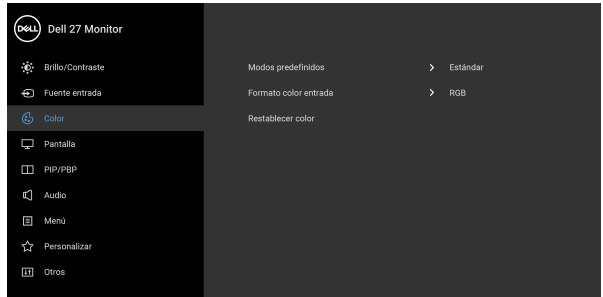 DELL Dell 27 Monitor
Brillo/Contraste
Modos predefinidos Estándar
Fuente entrada
Formato color entrada RGB
Color
Restablecer color
Pantalla
PIP/PBP
Audio
Menú
Personalizar
Otros